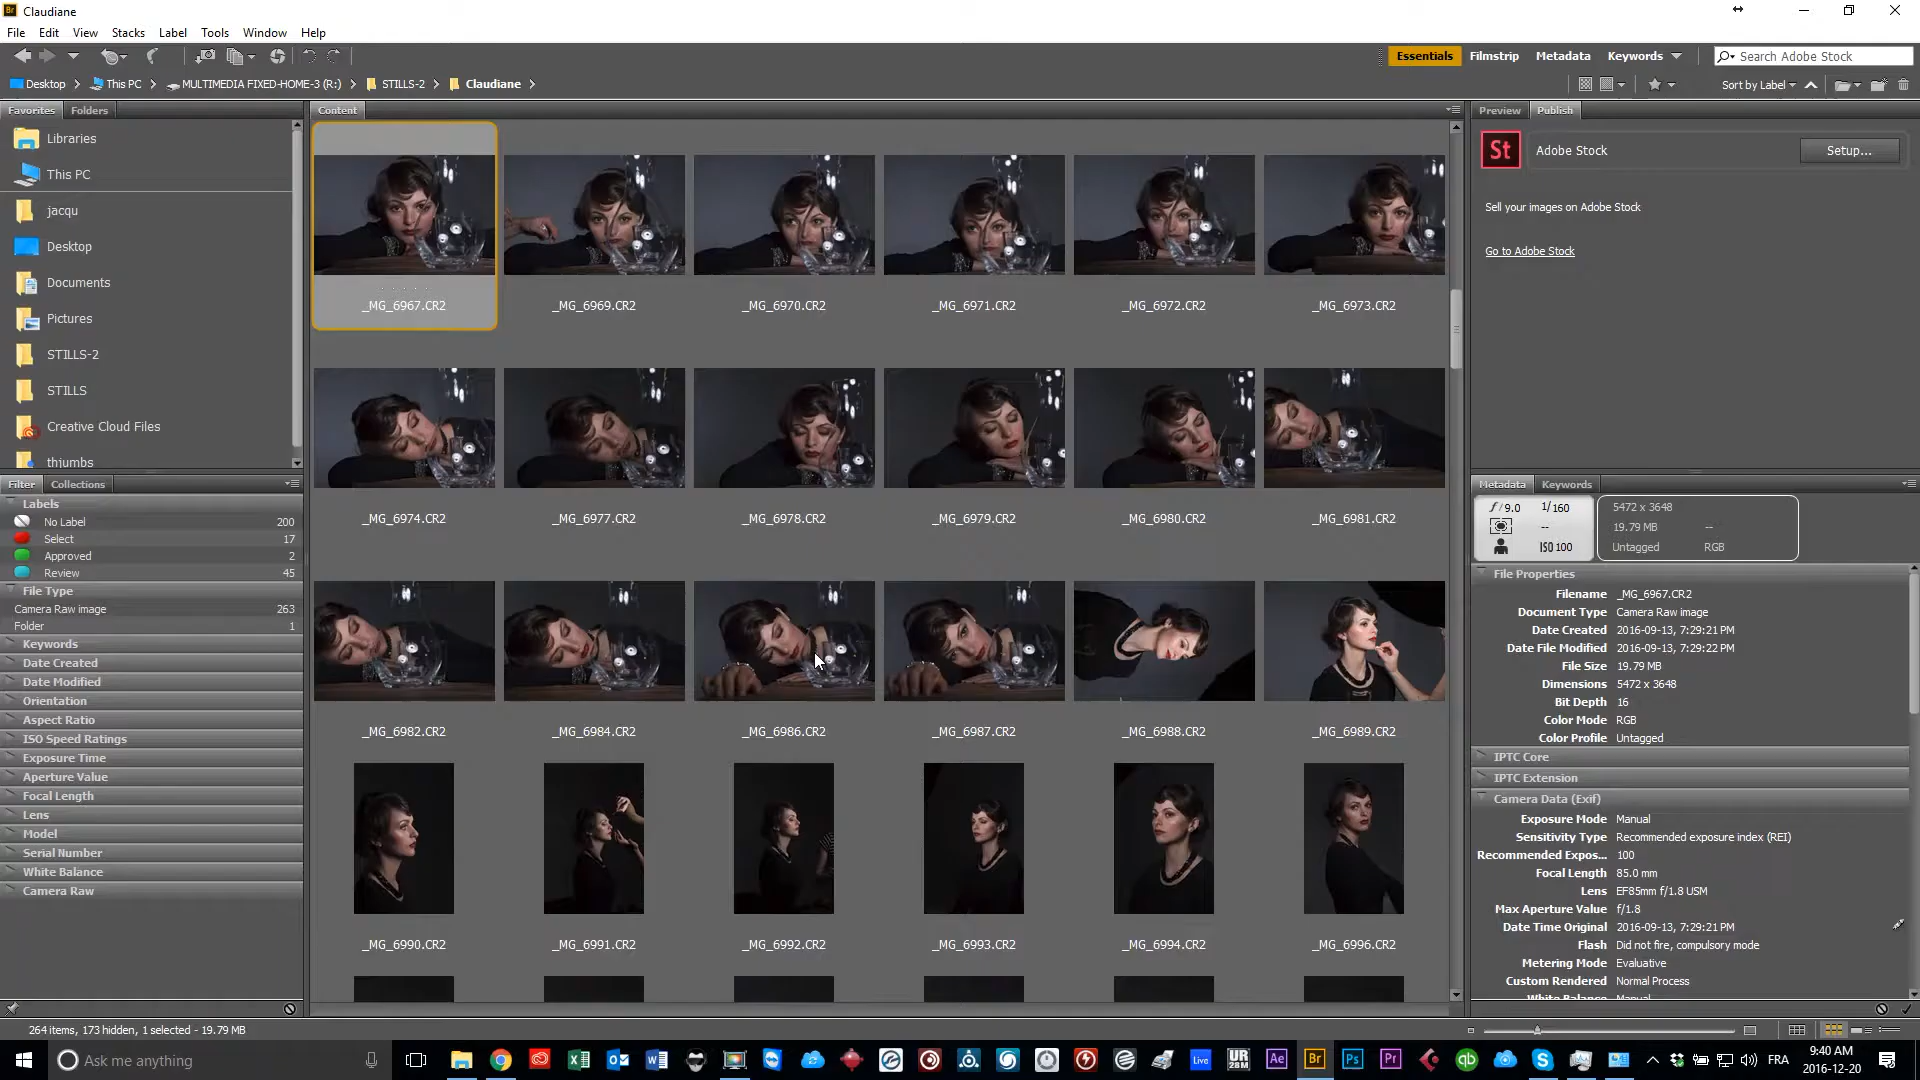 Br Claudiane
File Edit View Stacks Label Tools Window Help
Essentials Filmstrip Metadata Keywords Search Adobe Stock
Desktop This PC MULTIMEDIA FIXED-HOME-3 (R:) STILLS-2 Claudiane
Sort by Label
Favorites Folders
Libraries
This PC
jacqu
Desktop
Documents
Pictures
STILLS-2
STILLS
Creative Cloud Files
thjumbs
Filter Collections
Labels
No Label 200
Select 17
Approved 2
Review 45
File Type
Camera Raw image 263
Folder 1
Keywords
Date Created
Date Modified
Orientation
Aspect Ratio
ISO Speed Ratings
Exposure Time
Aperture Value
Focal Length
Lens
Model
Serial Number
White Balance
Camera Raw
Content
_MG_6967.CR2 _MG_6969.CR2 _MG_6970.CR2 _MG_6971.CR2 _MG_6972.CR2 _MG_6973.CR2
_MG_6974.CR2 _MG_6977.CR2 _MG_6978.CR2 _MG_6979.CR2 _MG_6980.CR2 _MG_6981.CR2
_MG_6982.CR2 _MG_6984.CR2 _MG_6986.CR2 _MG_6987.CR2 _MG_6988.CR2 _MG_6989.CR2
_MG_6990.CR2 _MG_6991.CR2 _MG_6992.CR2 _MG_6993.CR2 _MG_6994.CR2 _MG_6996.CR2
Preview Publish
St Adobe Stock Setup...
Sell your images on Adobe Stock
Go to Adobe Stock
Metadata Keywords
f/9.0 1/160
--
ISO 100
5472 x 3648
19.79 MB --
Untagged RGB
File Properties
Filename _MG_6967.CR2
Document Type Camera Raw image
Date Created 2016-09-13, 7:29:21 PM
Date File Modified 2016-09-13, 7:29:22 PM
File Size 19.79 MB
Dimensions 5472 x 3648
Bit Depth 16
Color Mode RGB
Color Profile Untagged
IPTC Core
IPTC Extension
Camera Data (Exif)
Exposure Mode Manual
Sensitivity Type Recommended exposure index (REI)
Recommended Expos... 100
Focal Length 85.0 mm
Lens EF85mm f/1.8 USM
Max Aperture Value f/1.8
Date Time Original 2016-09-13, 7:29:21 PM
Flash Did not fire, compulsory mode
Metering Mode Evaluative
Custom Rendered Normal Process
White Balance Manual
264 items, 173 hidden, 1 selected - 19.79 MB
Ask me anything
Live UR 28M Ae Br Ps Pr qb
FRA
9:40 AM
2016-12-20